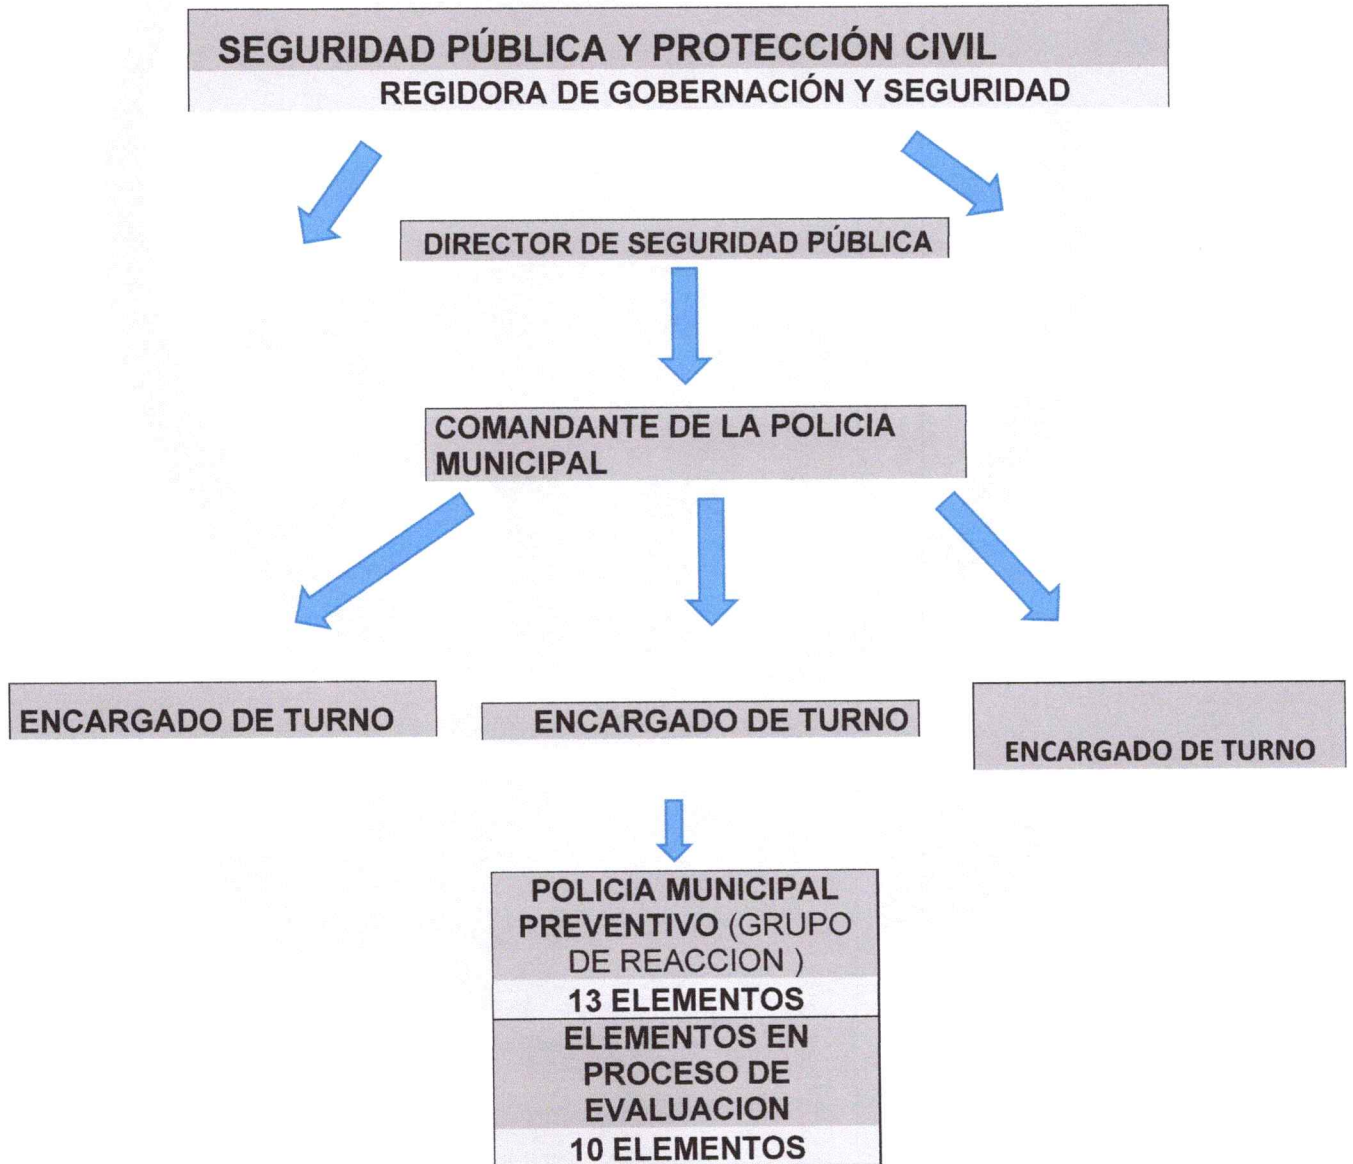 SEGURIDAD PÚBLICA Y PROTECCIÓN CIVIL
REGIDORA DE GOBERNACIÓN Y SEGURIDAD
DIRECTOR DE SEGURIDAD PÚBLICA
COMANDANTE DE LA POLICIA
MUNICIPAL
ENCARGADO DE TURNO
ENCARGADO DE TURNO
ENCARGADO DE TURNO
POLICIA MUNICIPAL
PREVENTIVO (GRUPO
DE REACCION )
13 ELEMENTOS
ELEMENTOS EN
PROCESO DE
EVALUACION
10 ELEMENTOS